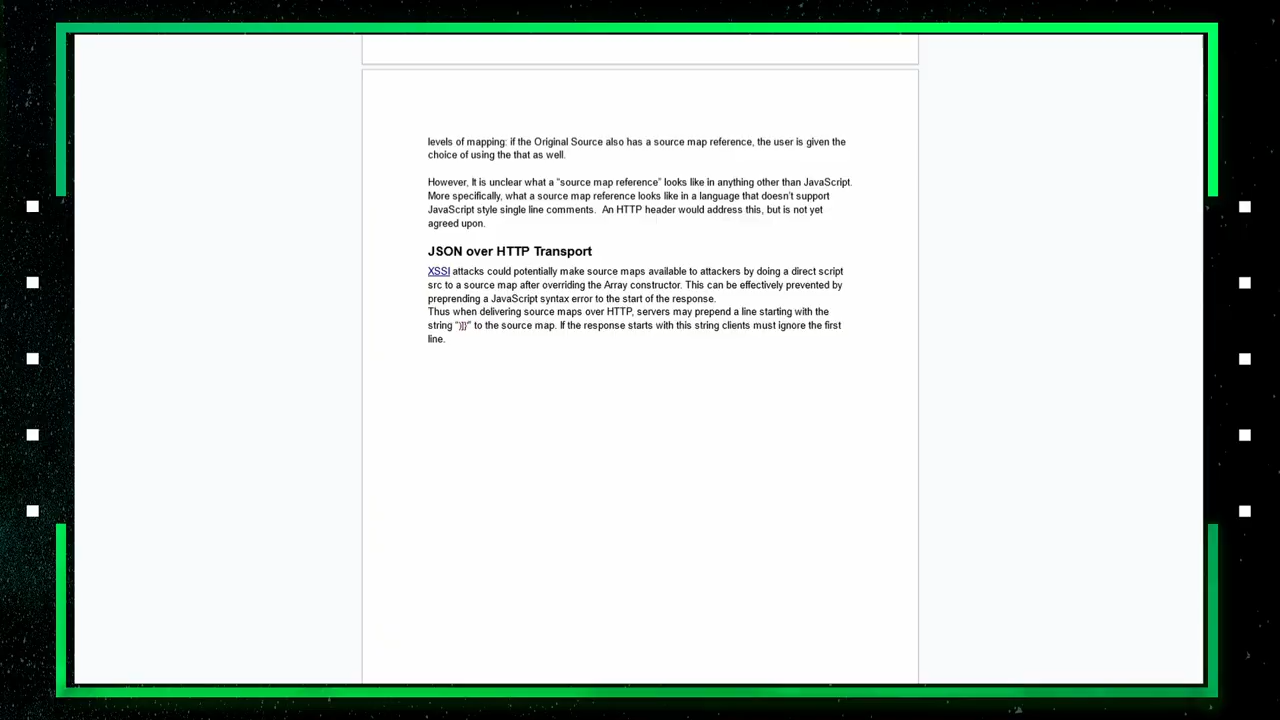 levels of mapping: if the Original Source also has a source map reference, the user is given the
choice of using the that as well.
However, It is unclear what a “source map reference” looks like in anything other than JavaScript.
More specifically, what a source map reference looks like in a language that doesn’t support
JavaScript style single line comments.  An HTTP header would address this, but is not yet
agreed upon.
JSON over HTTP Transport
XSSI attacks could potentially make source maps available to attackers by doing a direct script
src to a source map after overriding the Array constructor. This can be effectively prevented by
preprending a JavaScript syntax error to the start of the response.
Thus when delivering source maps over HTTP, servers may prepend a line starting with the
string “)]}” to the source map. If the response starts with this string clients must ignore the first
line.